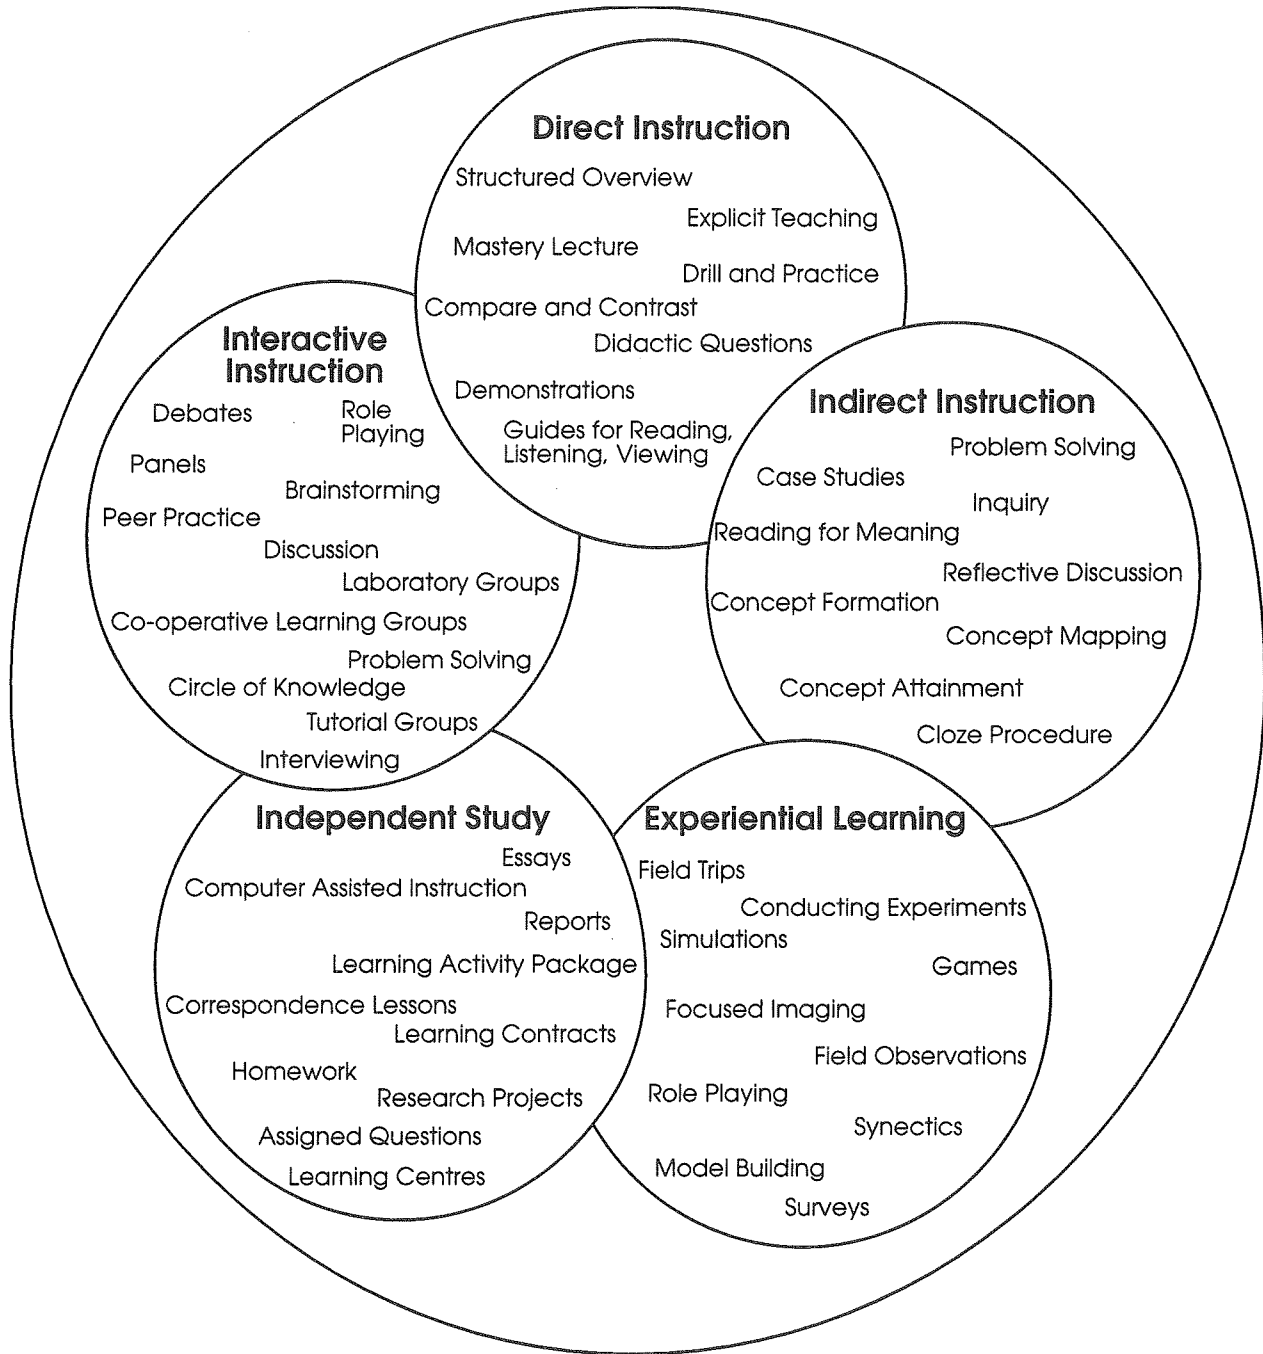 Direct Instruction
Structured Overview
Explicit Teaching
Mastery Lecture
Drill and Practice
Compare and Contrast
Didactic Questions
Demonstrations
Guides for Reading,
Listening, Viewing
Interactive
Instruction
Debates
Role
Playing
Panels
Brainstorming
Peer Practice
Discussion
Laboratory Groups
Co-operative Learning Groups
Problem Solving
Circle of Knowledge
Tutorial Groups
Interviewing
Indirect Instruction
Problem Solving
Case Studies
Inquiry
Reading for Meaning
Reflective Discussion
Concept Formation
Concept Mapping
Concept Attainment
Cloze Procedure
Independent Study
Essays
Computer Assisted Instruction
Reports
Learning Activity Package
Correspondence Lessons
Learning Contracts
Homework
Research Projects
Assigned Questions
Learning Centres
Experiential Learning
Field Trips
Conducting Experiments
Simulations
Games
Focused Imaging
Field Observations
Role Playing
Synectics
Model Building
Surveys